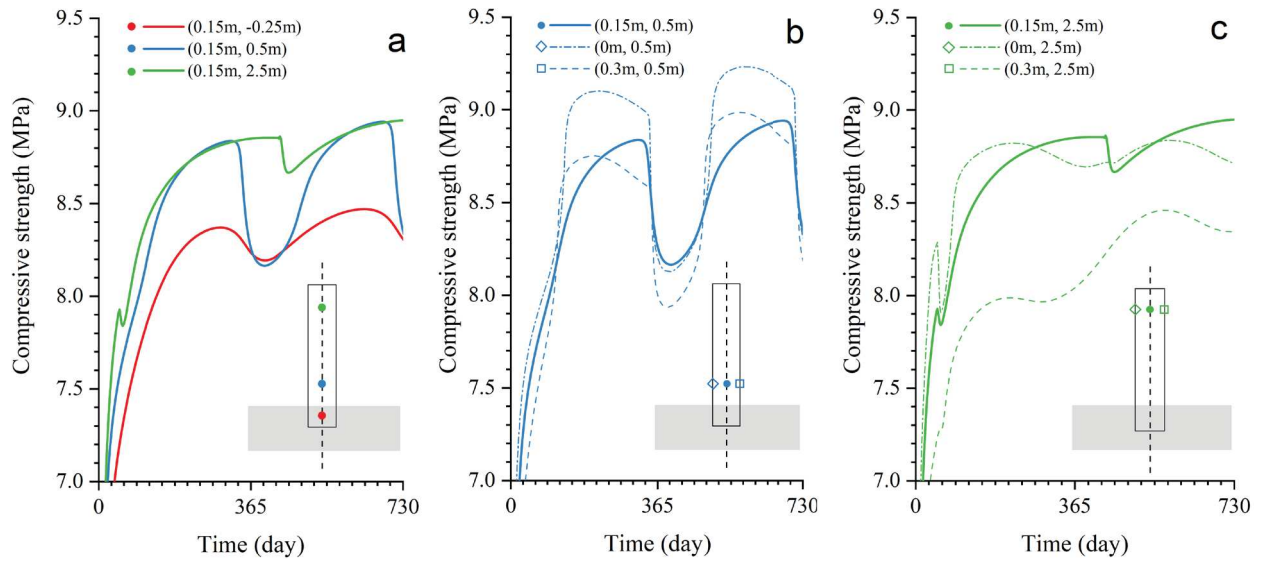 a
(0.15m, -0.25m)
(0.15m, 0.5m)
(0.15m, 2.5m)
Compressive strength (MPa)
9.5
9.0
8.5
8.0
7.5
7.0
0
365
730
Time (day)
b
(0.15m, 0.5m)
(0m, 0.5m)
(0.3m, 0.5m)
Compressive strength (MPa)
9.5
9.0
8.5
8.0
7.5
7.0
0
365
730
Time (day)
c
(0.15m, 2.5m)
(0m, 2.5m)
(0.3m, 2.5m)
Compressive strength (MPa)
9.5
9.0
8.5
8.0
7.5
7.0
0
365
730
Time (day)